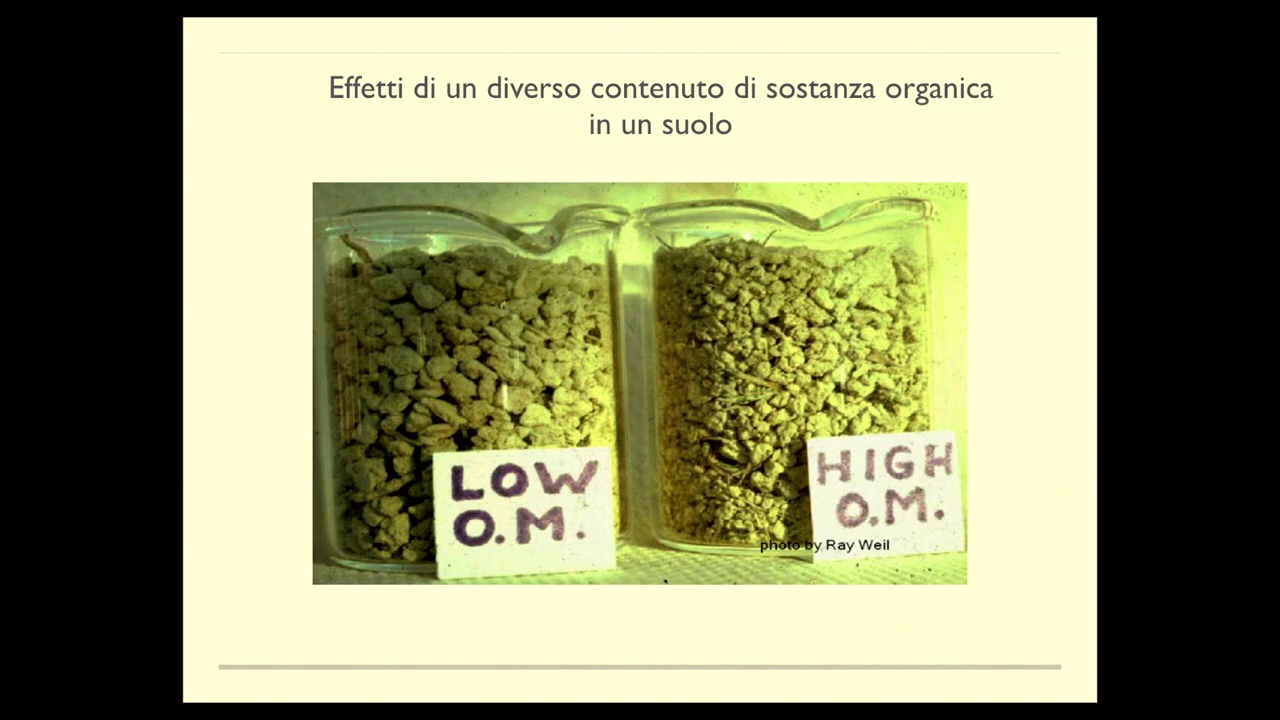 Effetti di un diverso contenuto di sostanza organica
in un suolo
LOW
O.M.
HIGH
O.M.
photo by Ray Weil